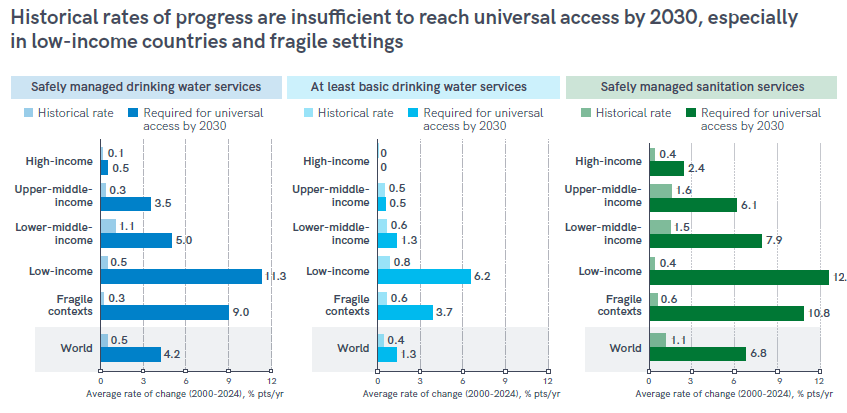 Historical rates of progress are insufficient to reach universal access by 2030, especially
in low-income countries and fragile settings
Safely managed drinking water services
Historical rate
Required for universal
access by 2030
High-income
0.1
0.5
Upper-middle-
income
0.3
3.5
Lower-middle-
income
1.1
5.0
Low-income
0.5
11.3
Fragile
contexts
0.3
9.0
World
0.5
4.2
0 3 6 9 12
Average rate of change (2000-2024), % pts/yr
At least basic drinking water services
Historical rate
Required for universal
access by 2030
High-income
0
0
Upper-middle-
income
0.5
0.5
Lower-middle-
income
0.6
1.3
Low-income
0.8
6.2
Fragile
contexts
0.6
3.7
World
0.4
1.3
0 3 6 9 12
Average rate of change (2000-2024), % pts/yr
Safely managed sanitation services
Historical rate
Required for universal
access by 2030
High-income
0.4
2.4
Upper-middle-
income
1.6
6.1
Lower-middle-
income
1.5
7.9
Low-income
0.4
12.
Fragile
contexts
0.6
10.8
World
1.1
6.8
0 3 6 9 12
Average rate of change (2000-2024), % pts/yr